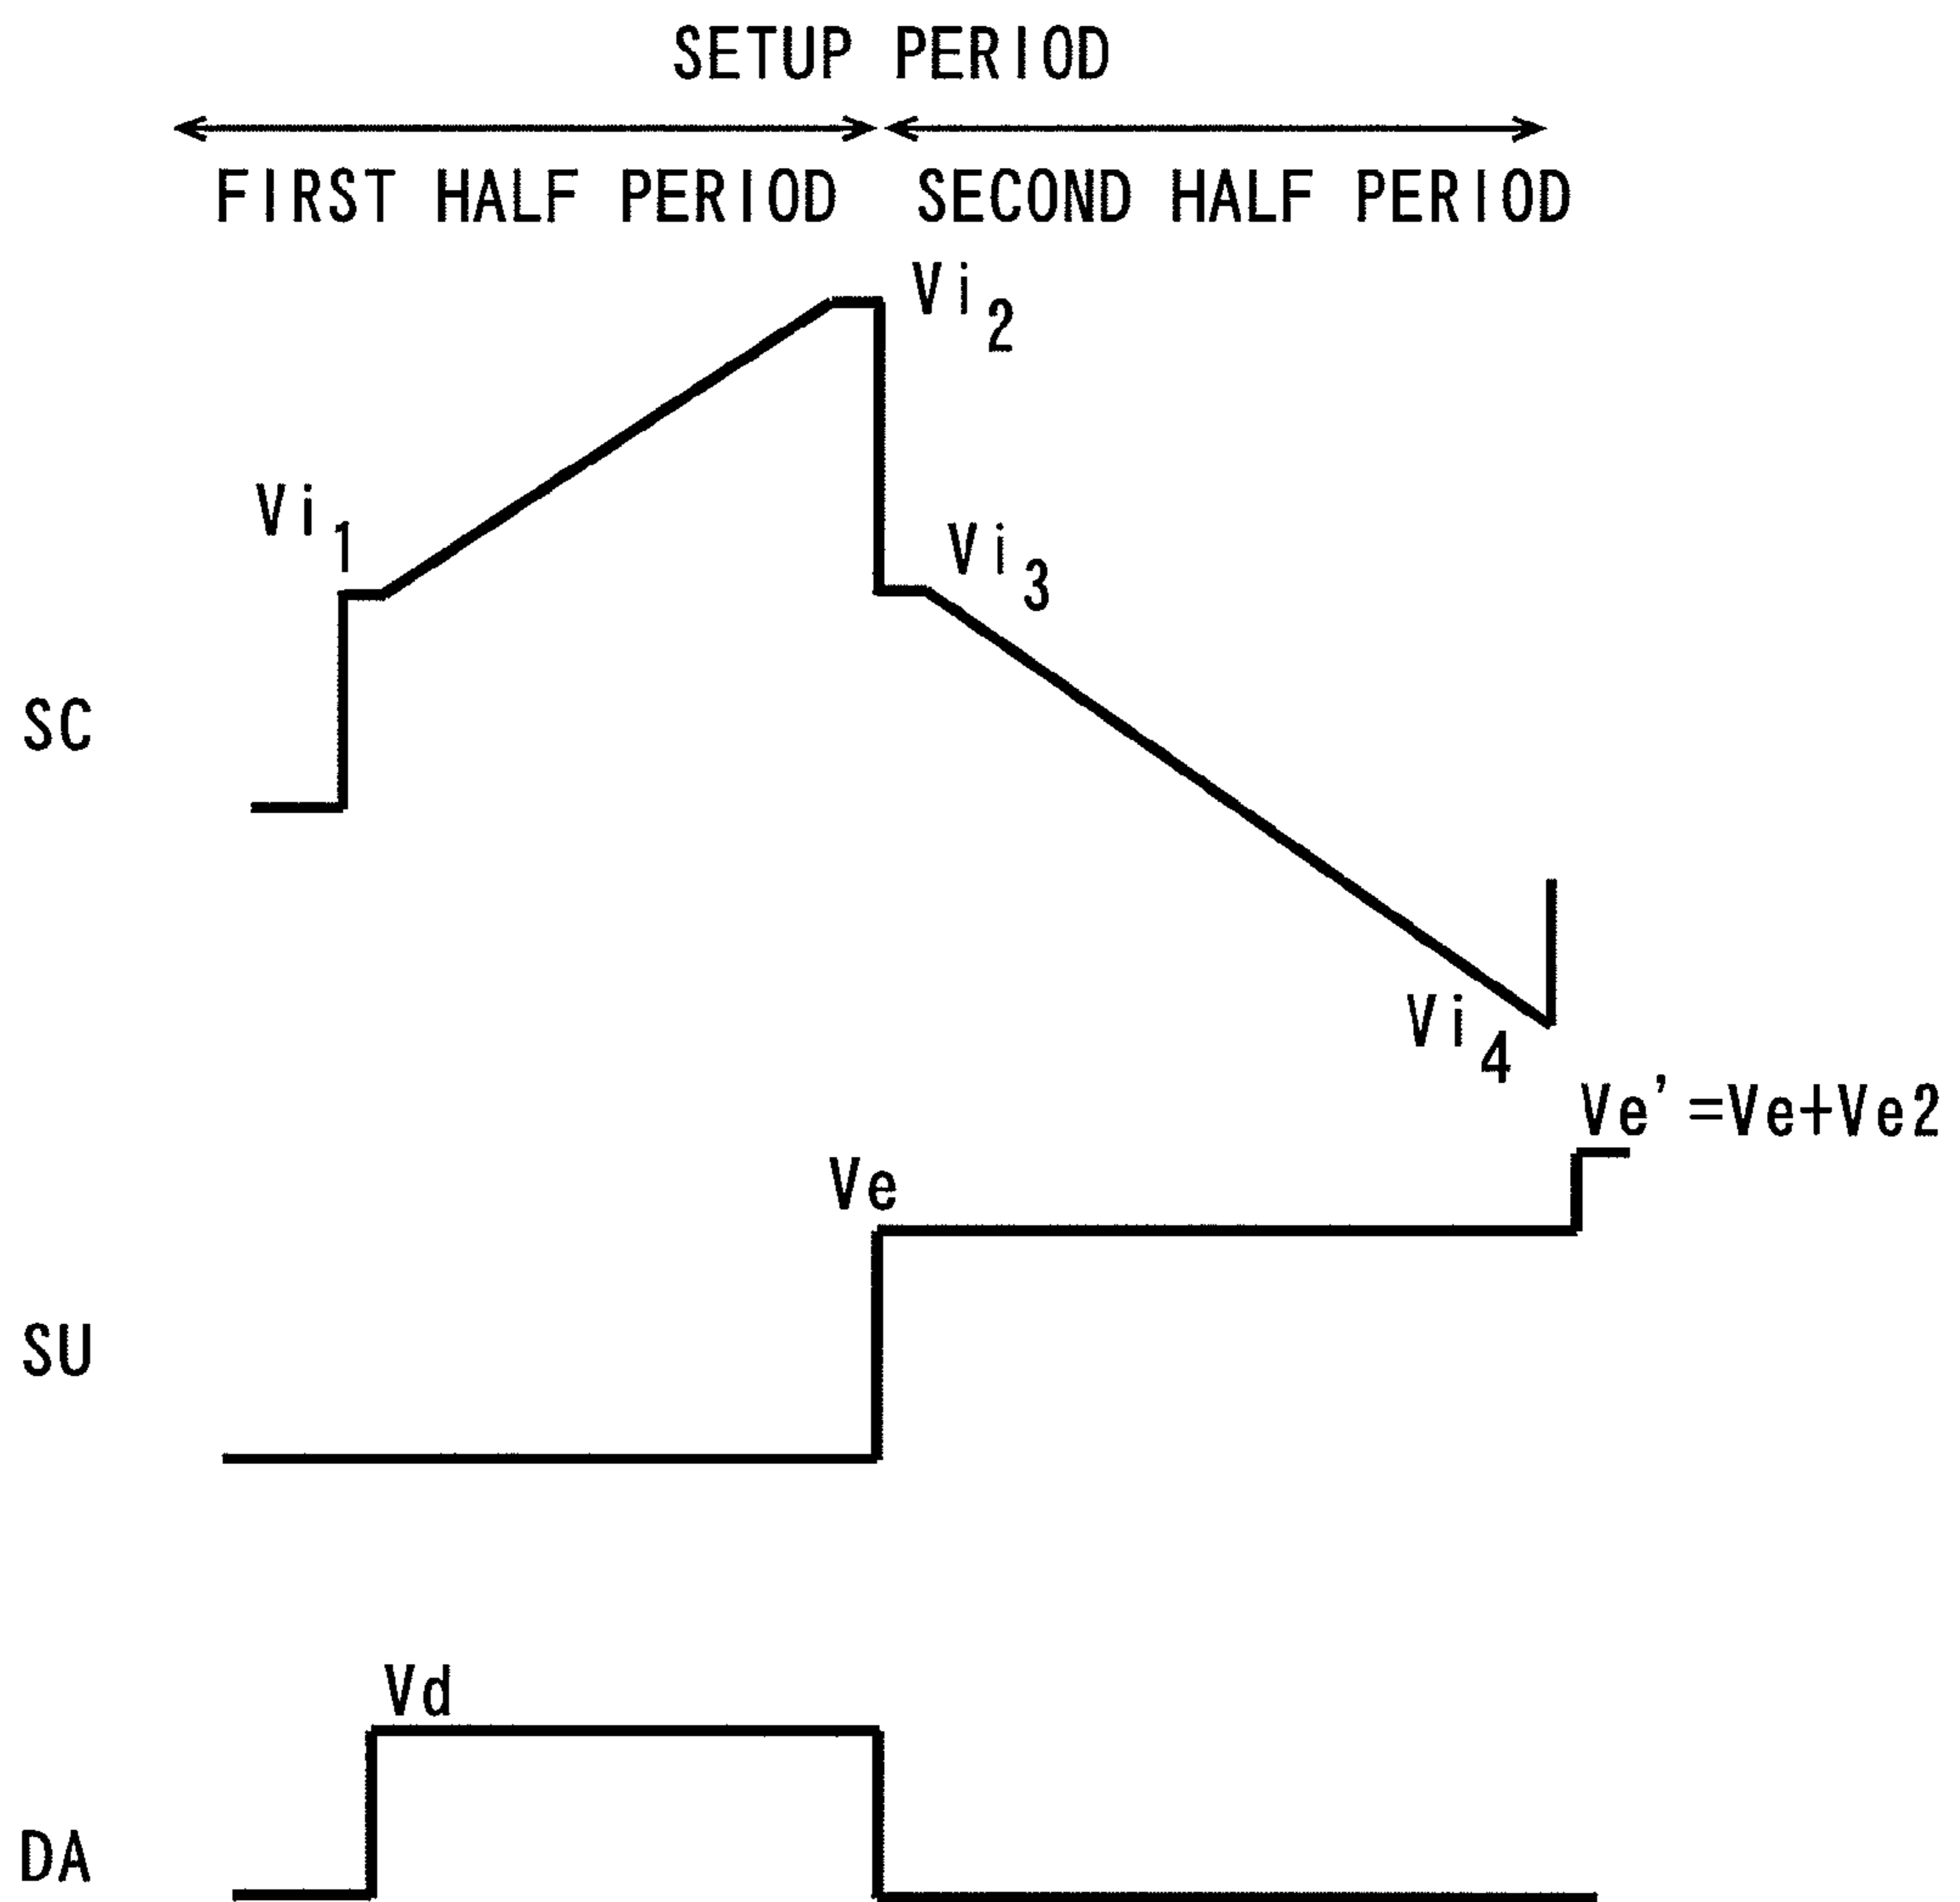 SETUP PERIOD
FIRST HALF PERIOD
SECOND HALF PERIOD
Vi2
Vi1
Vi3
SC
Vi4
Ve'=Ve+Ve2
Ve
SU
Vd
DA